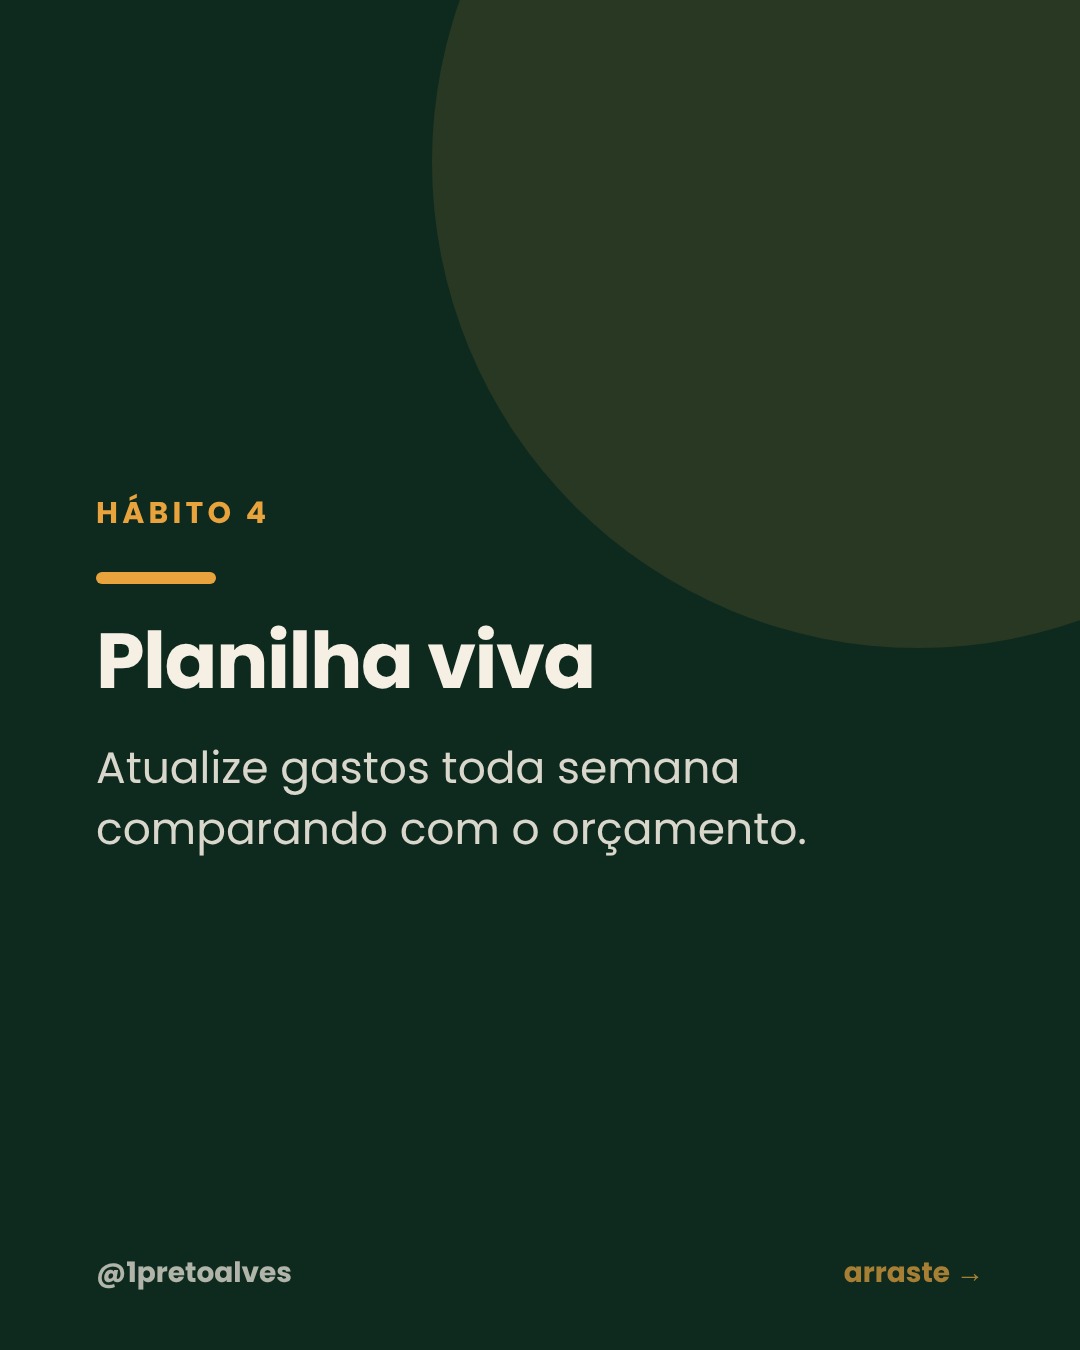 HÁBITO 4
Planilha viva
Atualize gastos toda semana
comparando com o orçamento.
@1pretoalves
arraste →